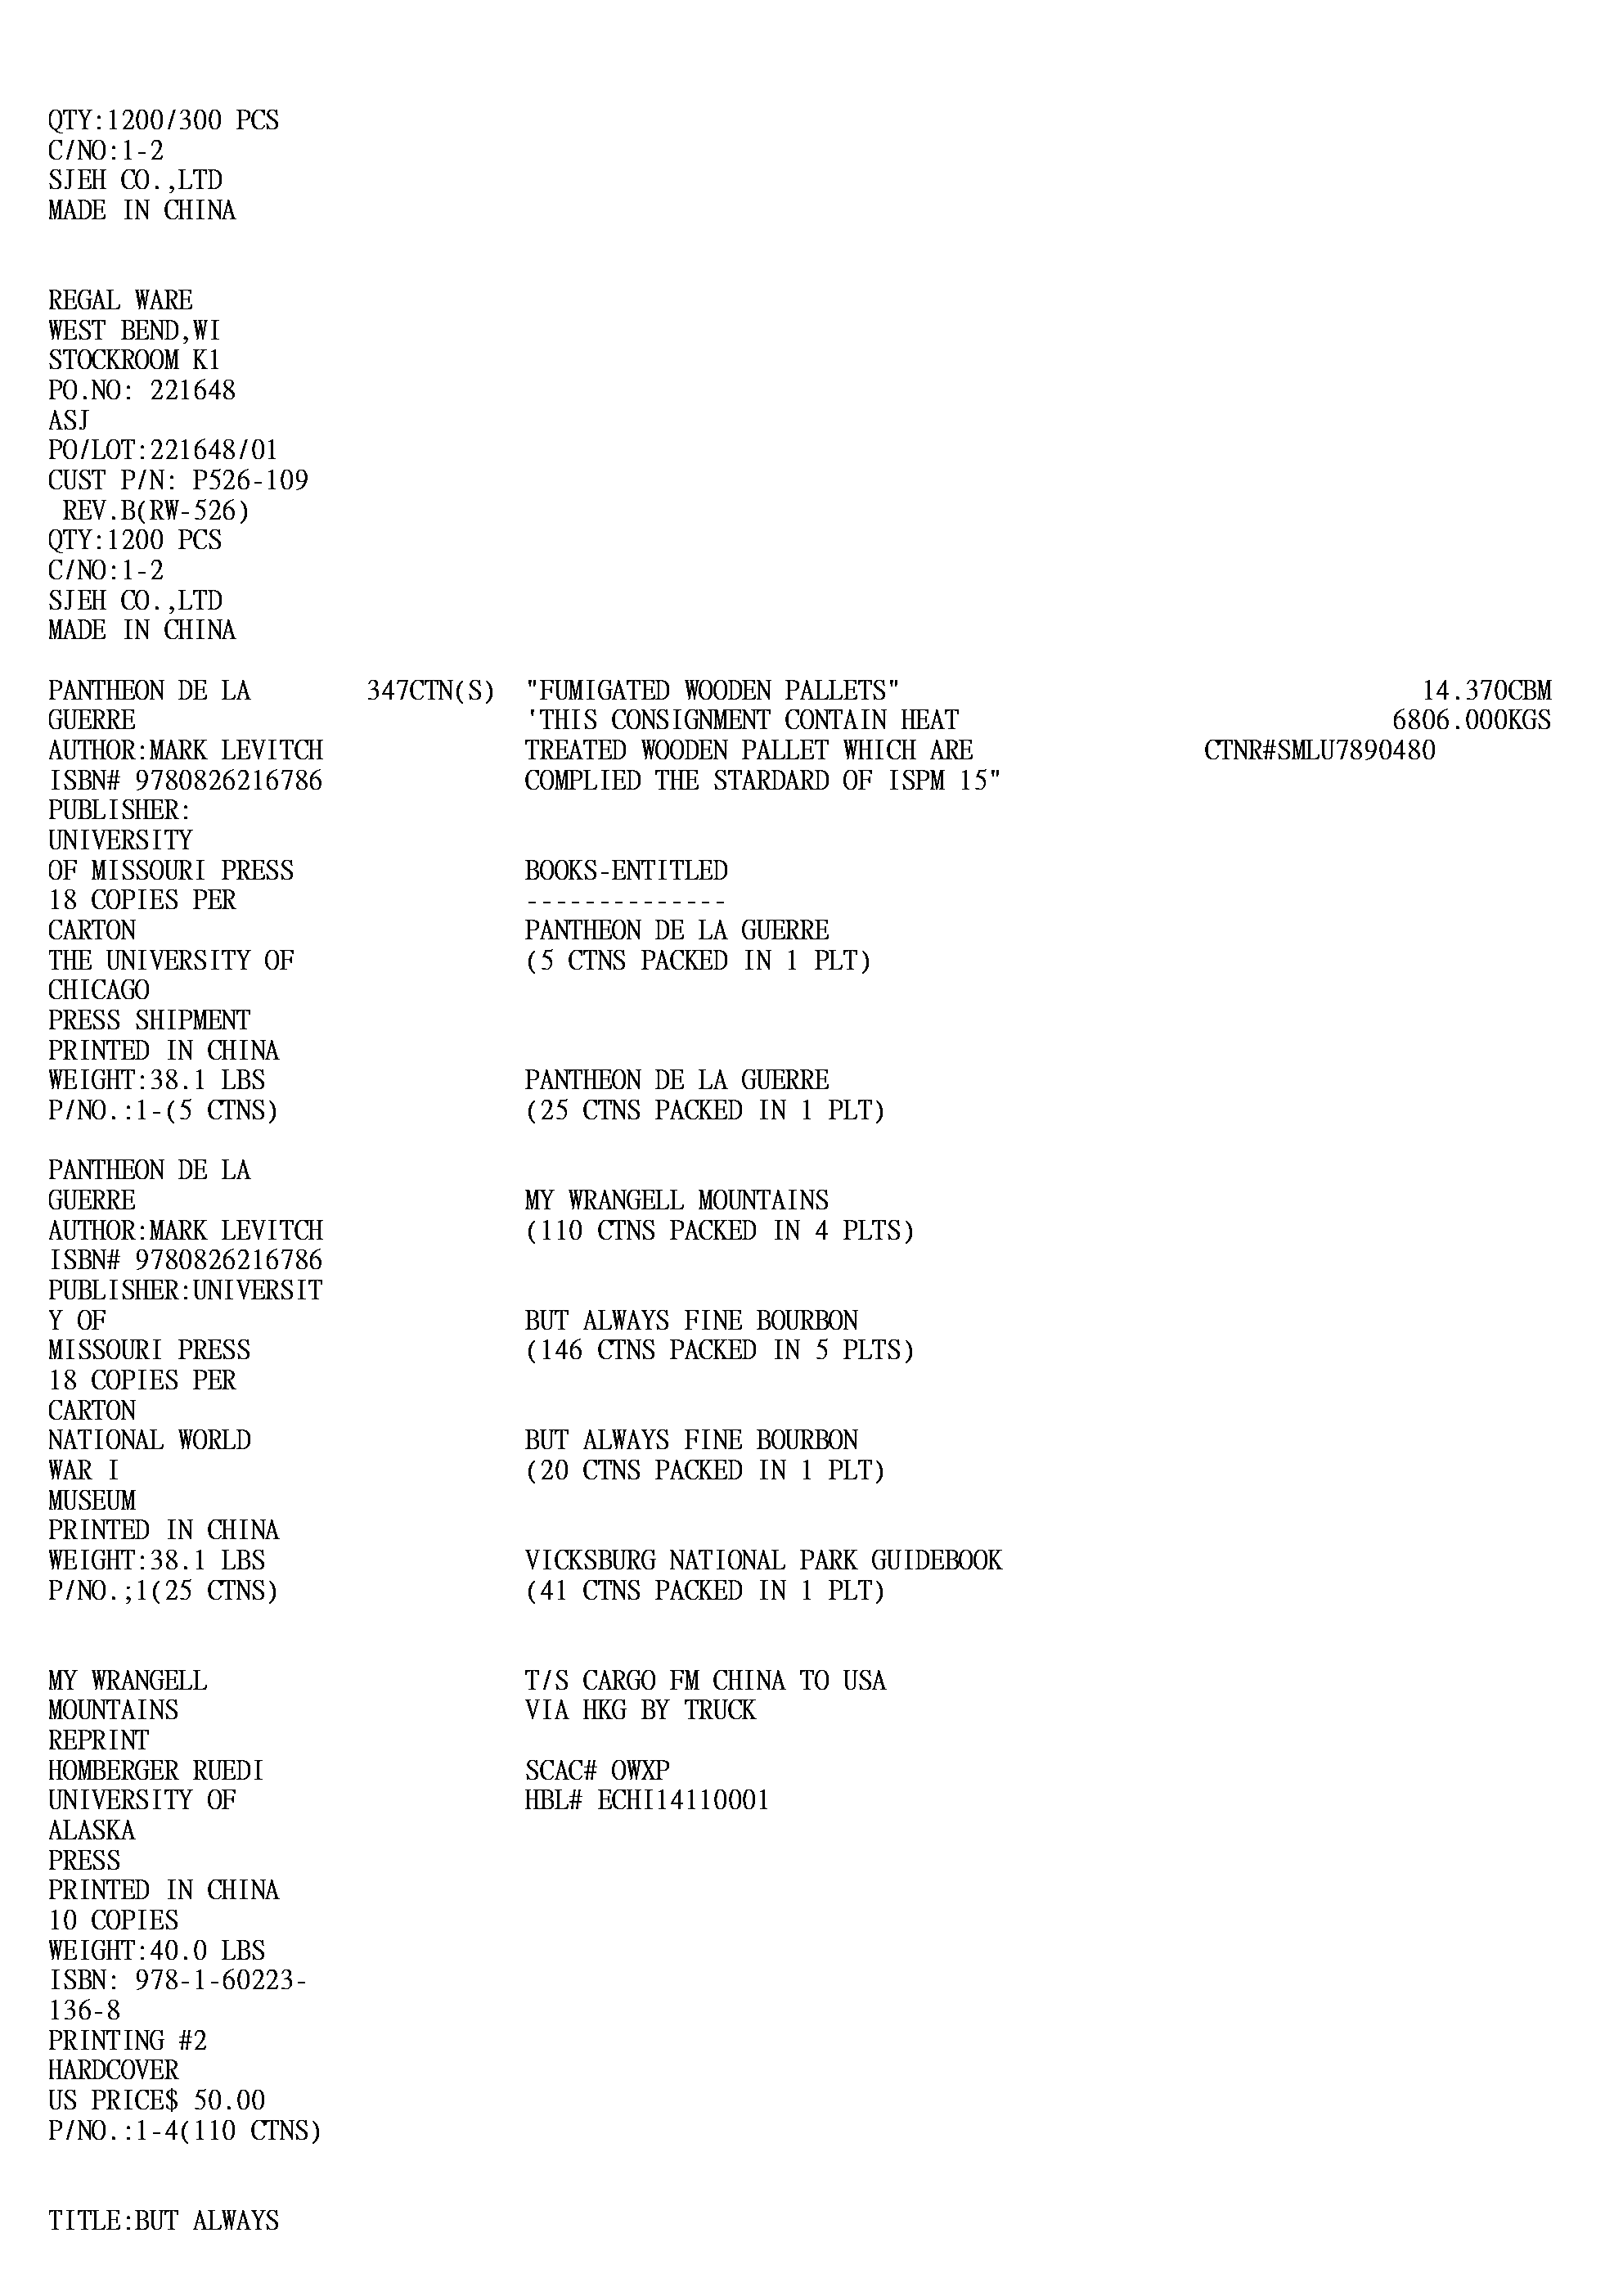 QTY:1200/300 PCS
C/NO:1-2
SJEH CO.,LTD
MADE IN CHINA
REGAL WARE
WEST BEND,WI
STOCKROOM K1
PO.NO: 221648
ASJ
PO/LOT:221648/01
CUST P/N: P526-109
REV.B(RW-526)
QTY:1200 PCS
C/NO:1-2
SJEH CO.,LTD
MADE IN CHINA
PANTHEON DE LA 347CTN(S) "FUMIGATED WOODEN PALLETS" 14.370CBM
GUERRE 'THIS CONSIGNMENT CONTAIN HEAT 6806.000KGS
AUTHOR:MARK LEVITCH TREATED WOODEN PALLET WHICH ARE CTNR#SMLU7890480
ISBN# 9780826216786 COMPLIED THE STARDARD OF ISPM 15"
PUBLISHER:
UNIVERSITY
OF MISSOURI PRESS BOOKS-ENTITLED
18 COPIES PER --------------
CARTON PANTHEON DE LA GUERRE
THE UNIVERSITY OF (5 CTNS PACKED IN 1 PLT)
CHICAGO
PRESS SHIPMENT
PRINTED IN CHINA
WEIGHT:38.1 LBS PANTHEON DE LA GUERRE
P/NO.:1-(5 CTNS) (25 CTNS PACKED IN 1 PLT)
PANTHEON DE LA
GUERRE MY WRANGELL MOUNTAINS
AUTHOR:MARK LEVITCH (110 CTNS PACKED IN 4 PLTS)
ISBN# 9780826216786
PUBLISHER:UNIVERSIT
Y OF BUT ALWAYS FINE BOURBON
MISSOURI PRESS (146 CTNS PACKED IN 5 PLTS)
18 COPIES PER
CARTON
NATIONAL WORLD BUT ALWAYS FINE BOURBON
WAR I (20 CTNS PACKED IN 1 PLT)
MUSEUM
PRINTED IN CHINA
WEIGHT:38.1 LBS VICKSBURG NATIONAL PARK GUIDEBOOK
P/NO.;1(25 CTNS) (41 CTNS PACKED IN 1 PLT)
MY WRANGELL T/S CARGO FM CHINA TO USA
MOUNTAINS VIA HKG BY TRUCK
REPRINT
HOMBERGER RUEDI SCAC# OWXP
UNIVERSITY OF HBL# ECHI14110001
ALASKA
PRESS
PRINTED IN CHINA
10 COPIES
WEIGHT:40.0 LBS
ISBN: 978-1-60223-
136-8
PRINTING #2
HARDCOVER
US PRICE$ 50.00
P/NO.:1-4(110 CTNS)
TITLE:BUT ALWAYS